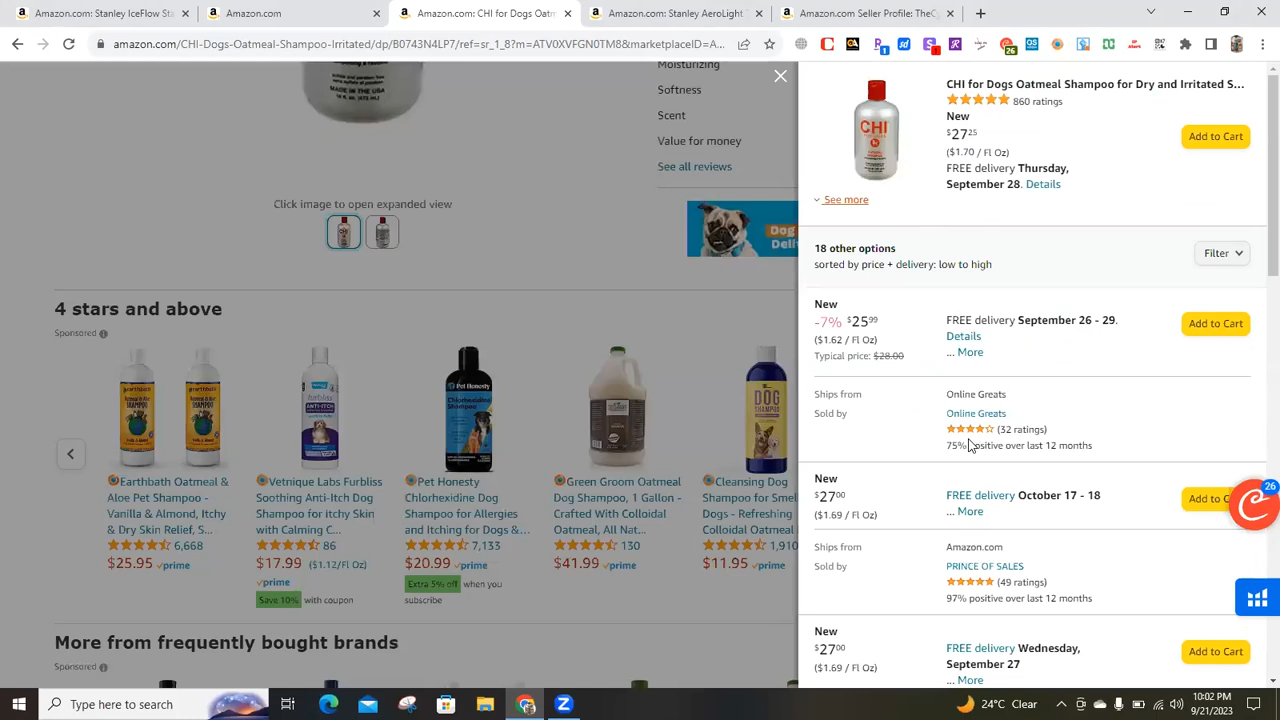 Amazon.com: Stanley IceFlow Sta
Amazon.com
Amazon.com: CHI for Dogs Oatm
Amazon.com: Stanley AeroLight T
Amazon.com Seller Profile: TheCj
amazon.com/CHI-Dogs-Oatmeal-Shampoo-Irritated/dp/B0743N4LP7/ref=sr_1_8?m=A2V0XVFGN0TM8&marketplaceID=A...
Moisturizing
Softness
Scent
Value for money
See all reviews
MADE IN THE USA
Click image to open expanded view
4 stars and above
Sponsored
Earthbath Oatmeal &
Aloe Pet Shampoo -
Vanilla & Almond, Itchy
& Dry Skin Relief, S...
6,668
$25.95 prime
Vetnique Labs Furbliss
Soothing Anti-Itch Dog
Shampoo for itchy Skin
with Calming C...
86
$17.99 ($1.12/Fl Oz)
prime
Save 10% with coupon
Pet Honesty
Chlorhexidine Dog
Shampoo for Allergies
and Itching for Dogs &...
7,133
$20.99 prime
Extra 5% off when you
subscribe
Green Groom Oatmeal
Shampoo, 1 Gallon -
Crafted With Colloidal
Oatmeal, All Nat...
130
$41.99 prime
Cleansing Dog
Shampoo for Smel
Dogs - Refreshing
Colloidal Oatmeal
1,910
$11.95 prime
More from frequently bought brands
Sponsored
CHI for Dogs Oatmeal Shampoo for Dry and Irritated S...
860 ratings
New
$27 25
($1.70 / Fl Oz)
FREE delivery Thursday,
September 28. Details
Add to Cart
CHI
See more
18 other options
sorted by price + delivery: low to high
Filter
New
-7% $25 99
($1.62 / Fl Oz)
Typical price: $28.00
FREE delivery September 26 - 29.
Details
... More
Add to Cart
Ships from Online Greats
Sold by Online Greats
(32 ratings)
75% positive over last 12 months
New
$27 00
($1.69 / Fl Oz)
FREE delivery October 17 - 18
... More
Add to C
26
Ships from Amazon.com
Sold by PRINCE OF SALES
(49 ratings)
97% positive over last 12 months
New
$27 00
($1.69 / Fl Oz)
FREE delivery Wednesday,
September 27
... More
Add to Cart
Type here to search
24°C Clear
10:02 PM
9/21/2023